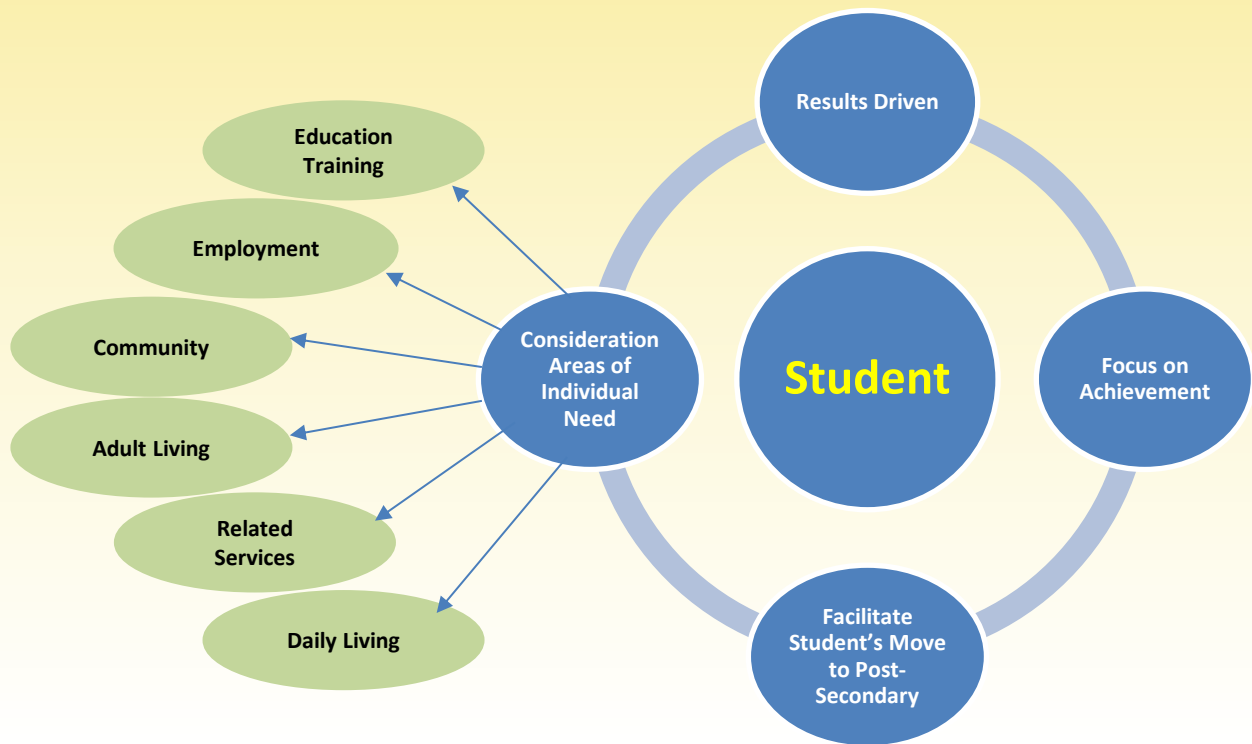 Results Driven
Education
Training
Employment
Community
Adult Living
Related
Services
Daily Living
Consideration
Areas of
Individual
Need
Student
Focus on
Achievement
Facilitate
Student’s Move
to Post-
Secondary